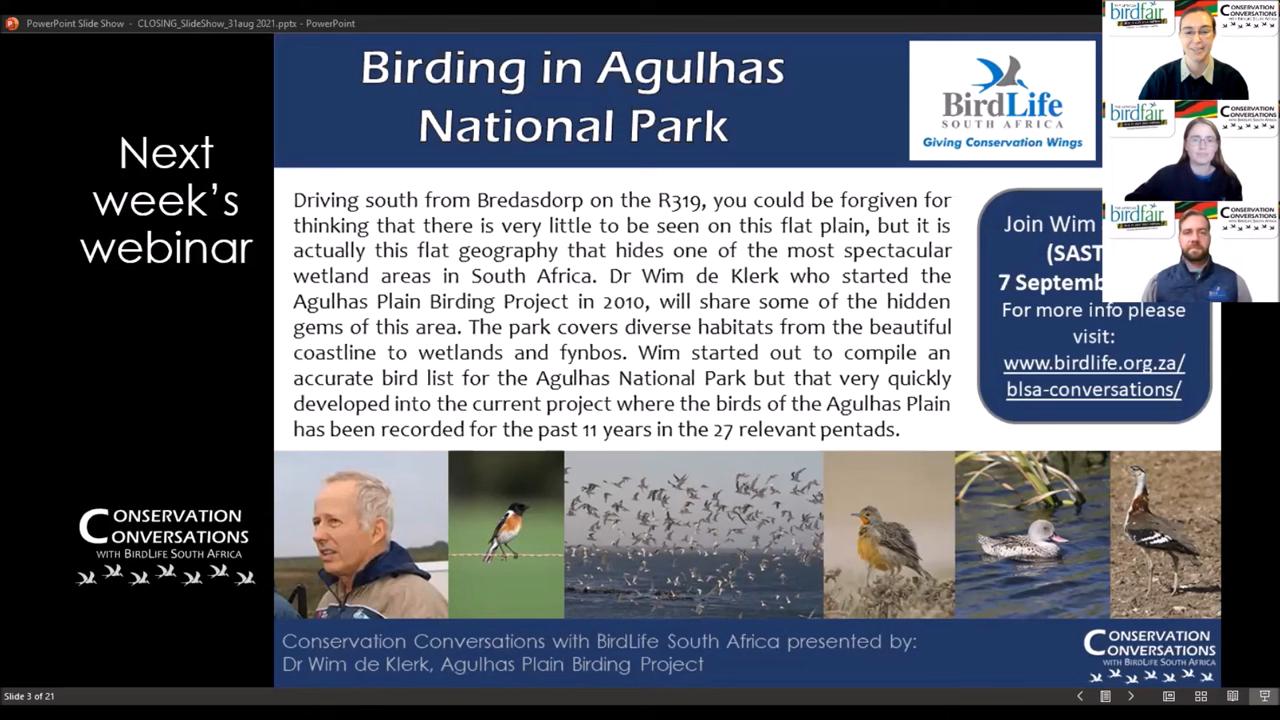 PowerPoint Slide Show - CLOSING_SlideShow_31aug 2021.pptx - PowerPoint
Next
week's
webinar
CONSERVATION
CONVERSATIONS
WITH BIRDLIFE SOUTH AFRICA
Birding in Agulhas
National Park
BirdLife
SOUTH AFRICA
Giving Conservation Wings
Driving south from Bredasdorp on the R319, you could be forgiven for
thinking that there is very little to be seen on this flat plain, but it is
actually this flat geography that hides one of the most spectacular
wetland areas in South Africa. Dr Wim de Klerk who started the
Agulhas Plain Birding Project in 2010, will share some of the hidden
gems of this area. The park covers diverse habitats from the beautiful
coastline to wetlands and fynbos. Wim started out to compile an
accurate bird list for the Agulhas National Park but that very quickly
developed into the current project where the birds of the Agulhas Plain
has been recorded for the past 11 years in the 27 relevant pentads.
Join Wim
(SAST
7 Septemb
For more info please
visit:
www.birdlife.org.za/
blsa-conversations/
Conservation Conversations with BirdLife South Africa presented by:
Dr Wim de Klerk, Agulhas Plain Birding Project
CONSERVATION
CONVERSATIONS
WITH BIRDLIFE SOUTH AFRICA
birdfair
CONSERVATION
CONVERSATIONS
birdfair
CONSERVATION
CONVERSATIONS
birdfair
CONSERVATION
CONVERSATIONS
Slide 3 of 21